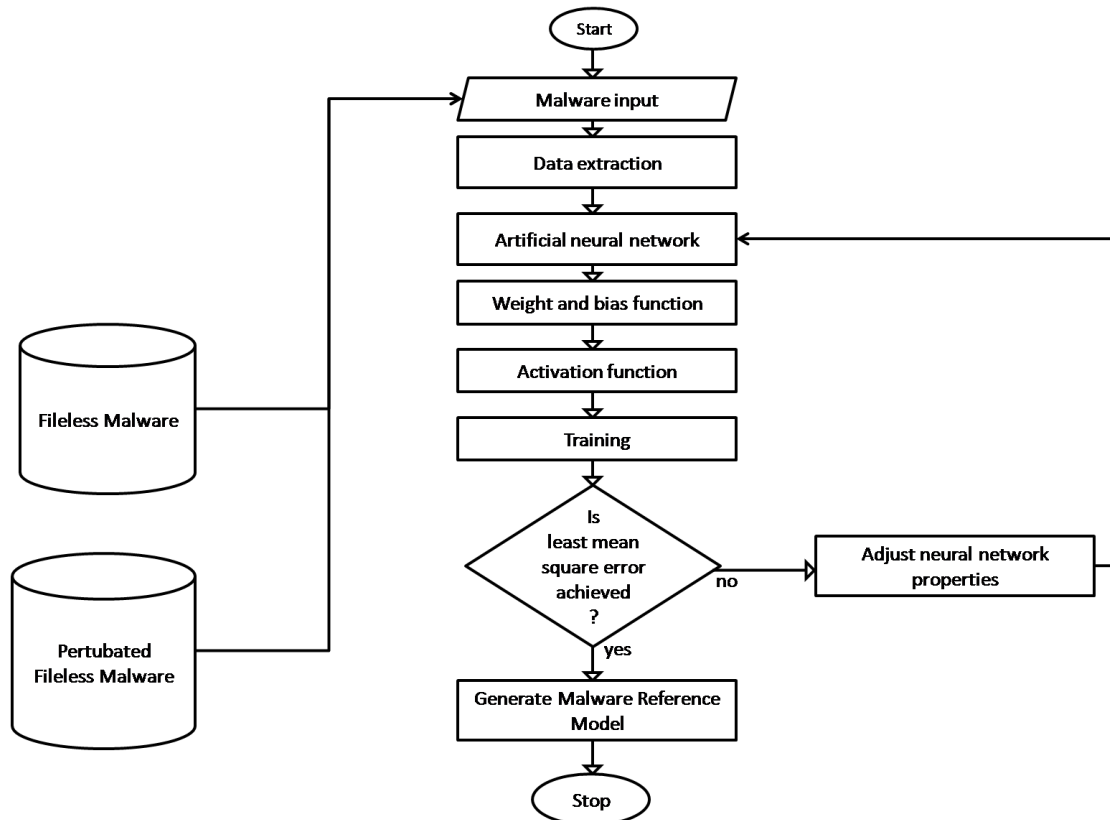 Start
Malware input
Data extraction
Artificial neural network
Weight and bias function
Activation function
Training
Is
least mean
square error
achieved
?
no
Adjust neural network
properties
yes
Generate Malware Reference
Model
Stop
Fileless Malware
Pertubated
Fileless Malware